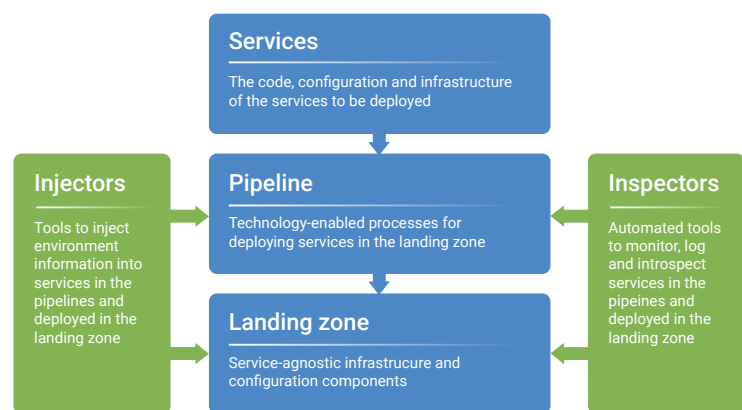 Services
The code, configuration and infrastructure
of the services to be deployed
Injectors
Tools to inject
environment
information into
services in the
pipelines and
deployed in the
landing zone
Pipeline
Technology-enabled processes for
deploying services in the landing zone
Landing zone
Service-agnostic infrastrucure and
configuration components
Inspectors
Automated tools
to monitor, log
and introspect
services in the
pipeines and
deployed in the
landing zone